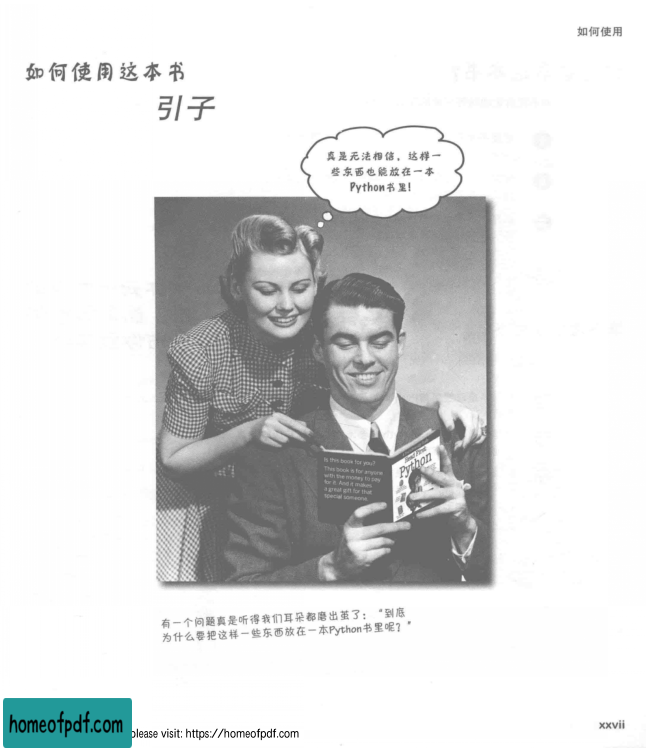 如何使用
如何使用这本书
引子
真是无法相信，这样一
些东西也能放在一本
Python书里!
Is this book for you?
This book is for anyone
with the money to pay
for it. And it makes
a great gift for that
special someone.
Head First
Python
有一个问题真是听得我们耳朵都磨出茧了：“到底
为什么要把这样一些东西放在一本Python书里呢？”
homeofpdf.com
please visit: https://homeofpdf.com
xxvii